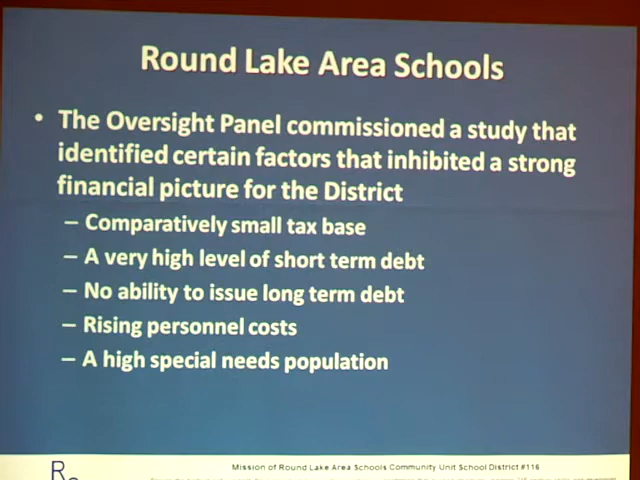 Round Lake Area Schools
• The Oversight Panel commissioned a study that
identified certain factors that inhibited a strong
financial picture for the District
– Comparatively small tax base
– A very high level of short term debt
– No ability to issue long term debt
– Rising personnel costs
– A high special needs population
Mission of Round Lake Area Schools Community Unit School District #116
R